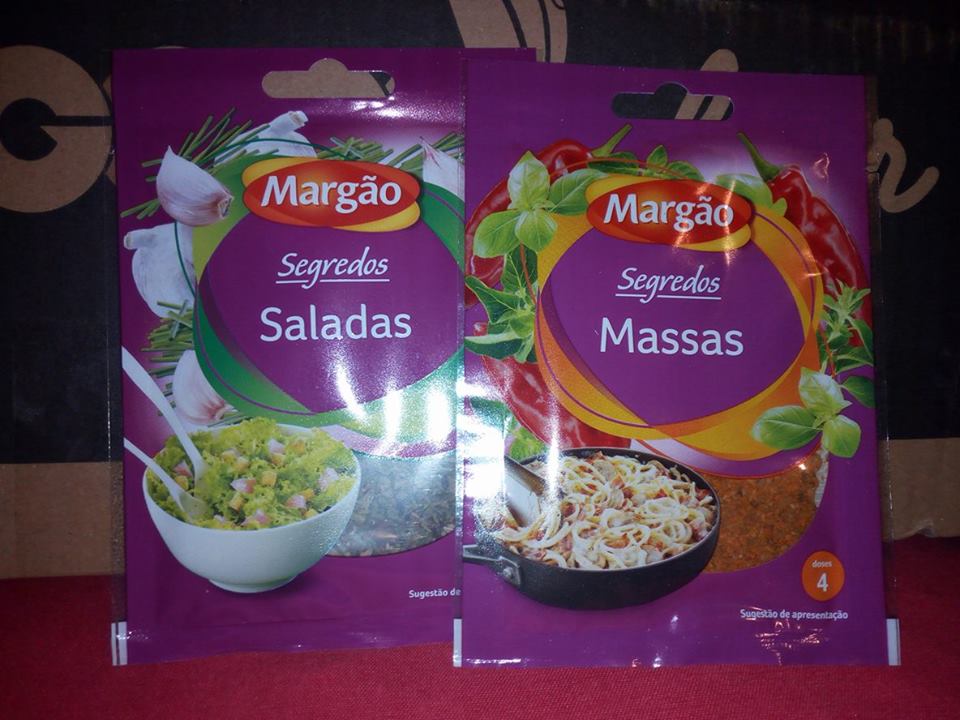 Margão
Segredos
Saladas
Sugestão de
Margão
Segredos
Massas
doses
4
Sugestão de apresentação